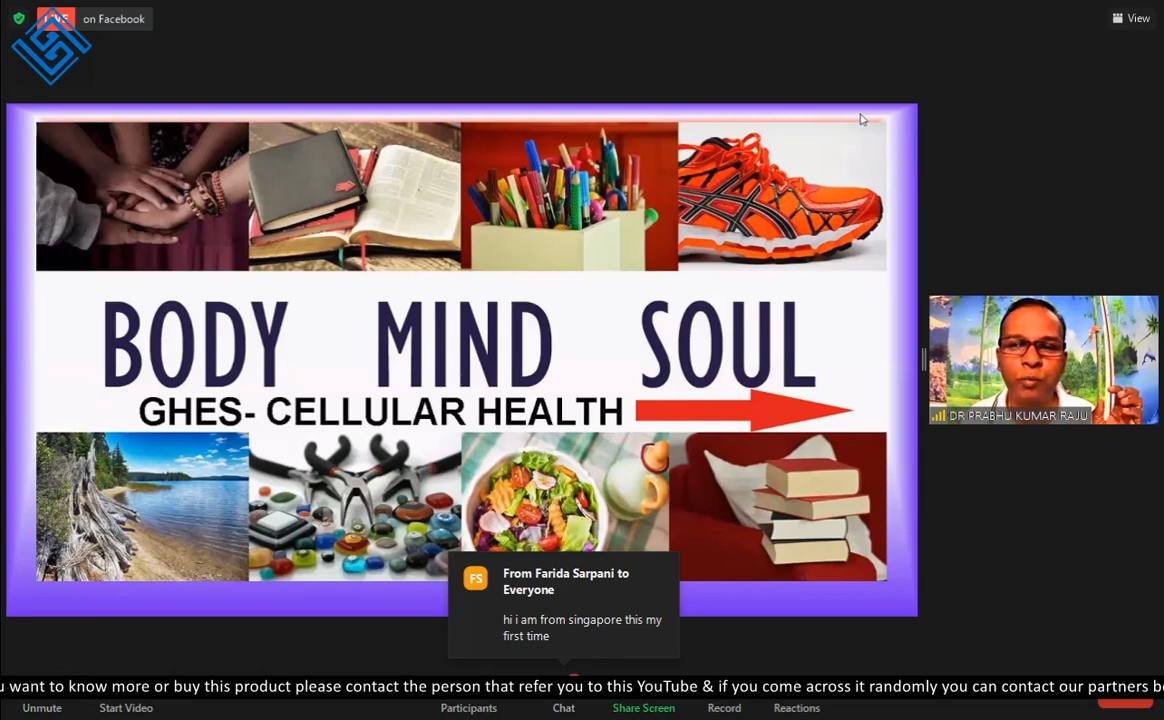 LIVE on Facebook
View
BODY MIND SOUL
GHES- CELLULAR HEALTH
DR PRABHU KUMAR RAJU
FS
From Farida Sarpani to
Everyone
hi i am from singapore this my
first time
want to know more or buy this product please contact the person that refer you to this YouTube & if you come across it randomly you can contact our partners
Unmute Start Video Participants Chat Share Screen Record Reactions